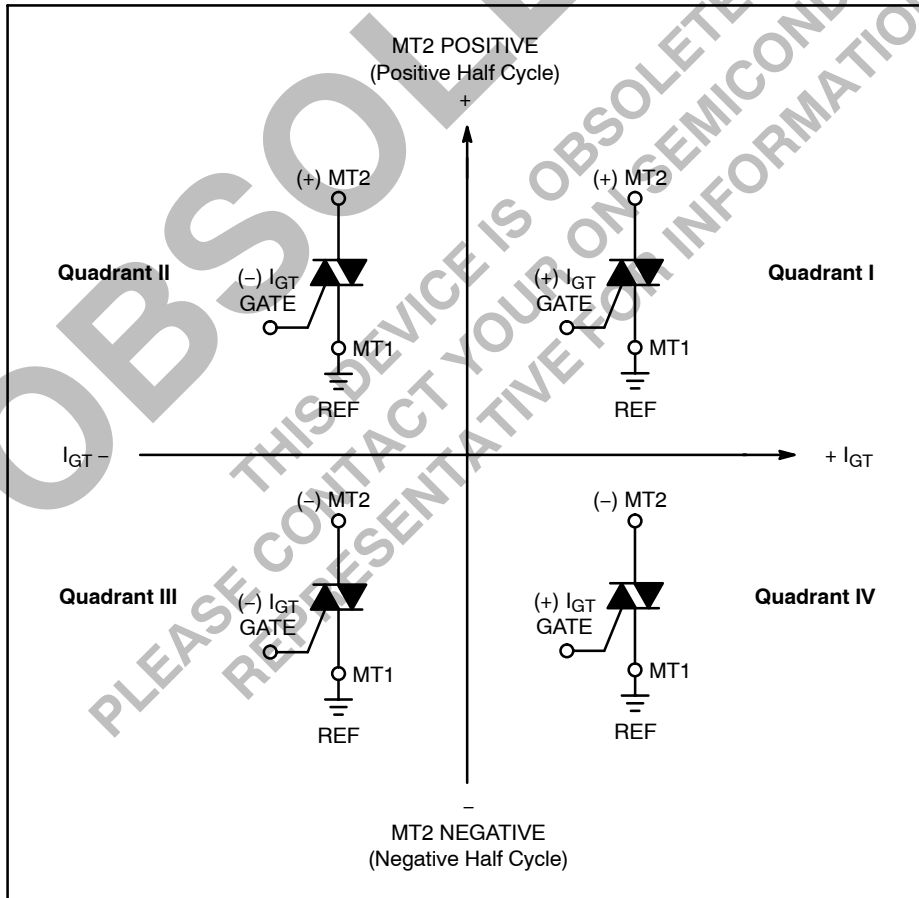 MT2 POSITIVE
(Positive Half Cycle)
+
(+) MT2
(+) MT2
Quadrant II
(−) IGT
GATE
(+) IGT
GATE
Quadrant I
MT1
MT1
REF
REF
IGT −
+ IGT
(−) MT2
(−) MT2
Quadrant III
(−) IGT
GATE
(+) IGT
GATE
Quadrant IV
MT1
MT1
REF
REF
−
MT2 NEGATIVE
(Negative Half Cycle)
THIS DEVICE IS OBSOLETE
PLEASE CONTACT YOUR ON SEMICOND
REPRESENTATIVE FOR INFORMATION
OBSOLE